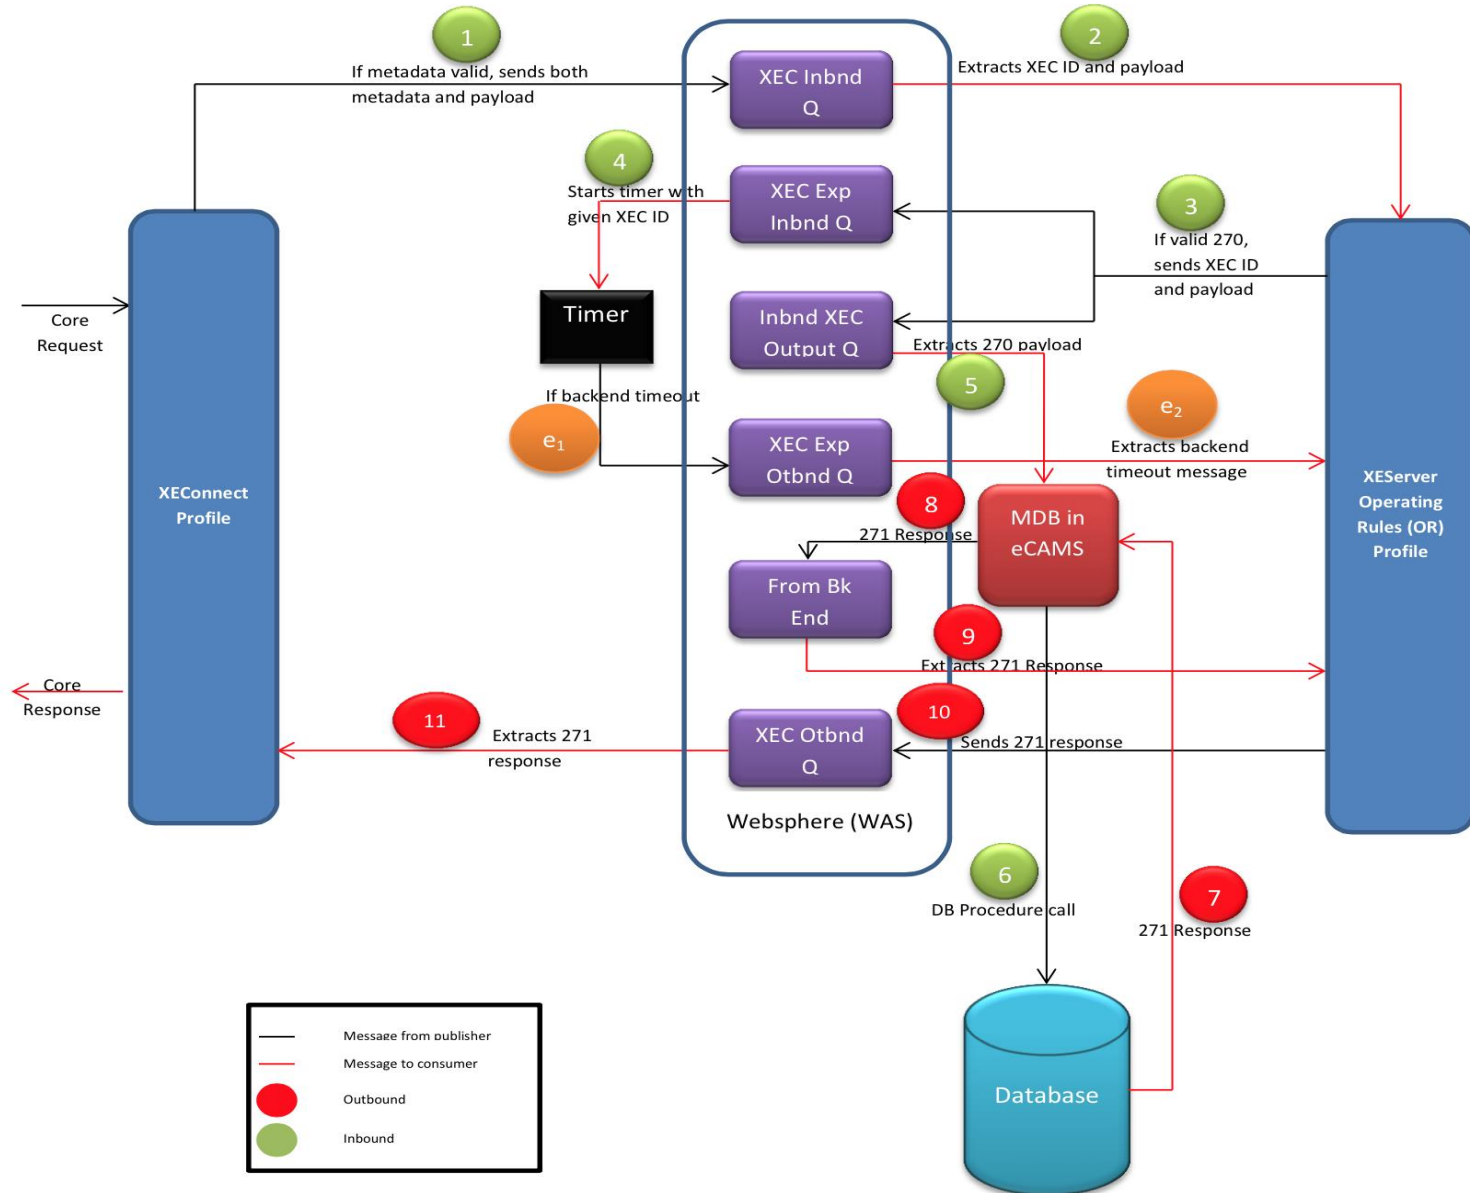 1
If metadata valid, sends both
metadata and payload
XEC Inbnd
Q
2
Extracts XEC ID and payload
4
Starts timer with
given XEC ID
XEC Exp
Inbnd Q
3
If valid 270,
sends XEC ID
and payload
Core
Request
Timer
Inbnd XEC
Output Q
Extracts 270 payload
5
If backend timeout
e1
XEC Exp
Otbnd Q
e2
Extracts backend
timeout message
XEConnect
Profile
XEServer
Operating
Rules (OR)
Profile
8
271 Response
MDB in
eCAMS
From Bk
End
9
Extracts 271 Response
Core
Response
11
Extracts 271
response
XEC Otbnd
Q
10
Sends 271 response
Websphere (WAS)
6
DB Procedure call
7
271 Response
Database
Message from publisher
Message to consumer
Outbound
Inbound